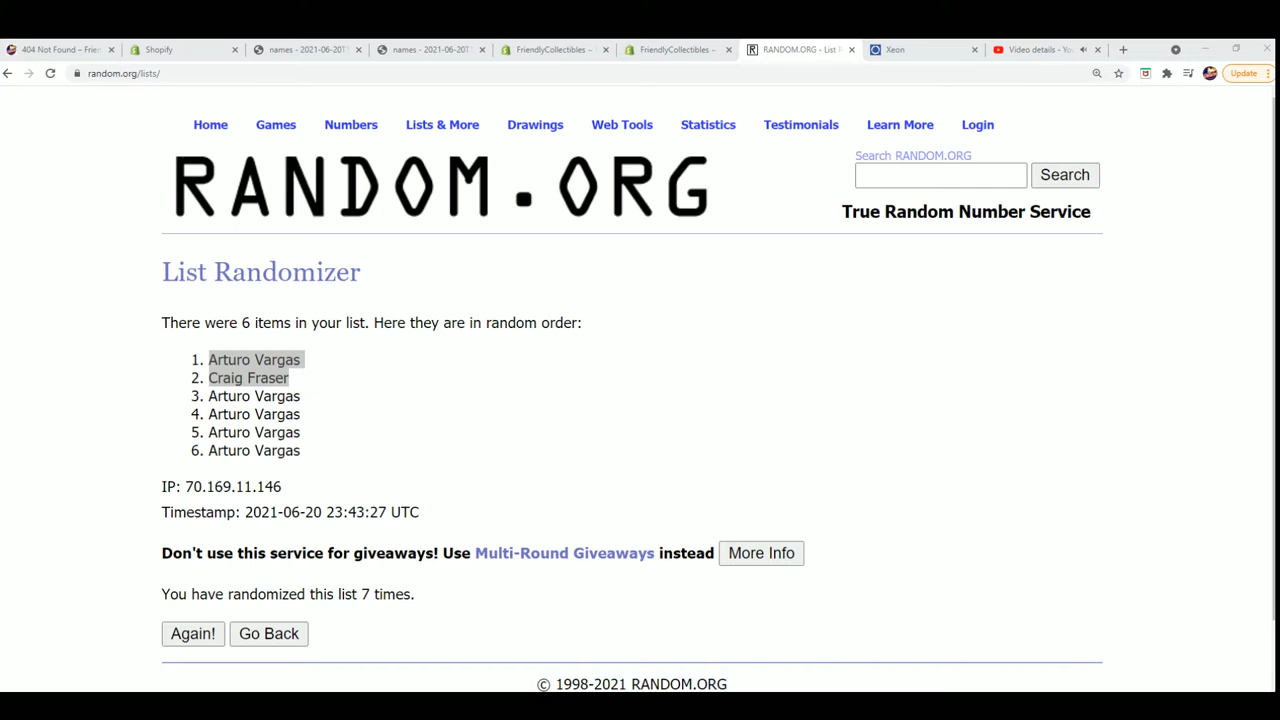 404 Not Found – Frien
Shopify
names - 2021-06-20T1
names - 2021-06-20T1
FriendlyCollectibles ~
FriendlyCollectibles ~
RANDOM.ORG - List R
Xeon
Video details - Yo
random.org/lists/
Update
Home Games Numbers Lists & More Drawings Web Tools Statistics Testimonials Learn More Login
Search RANDOM.ORG
RANDOM.ORG
Search
True Random Number Service
List Randomizer
There were 6 items in your list. Here they are in random order:
1. Arturo Vargas
2. Craig Fraser
3. Arturo Vargas
4. Arturo Vargas
5. Arturo Vargas
6. Arturo Vargas
IP: 70.169.11.146
Timestamp: 2021-06-20 23:43:27 UTC
Don't use this service for giveaways! Use Multi-Round Giveaways instead More Info
You have randomized this list 7 times.
Again! Go Back
© 1998-2021 RANDOM.ORG